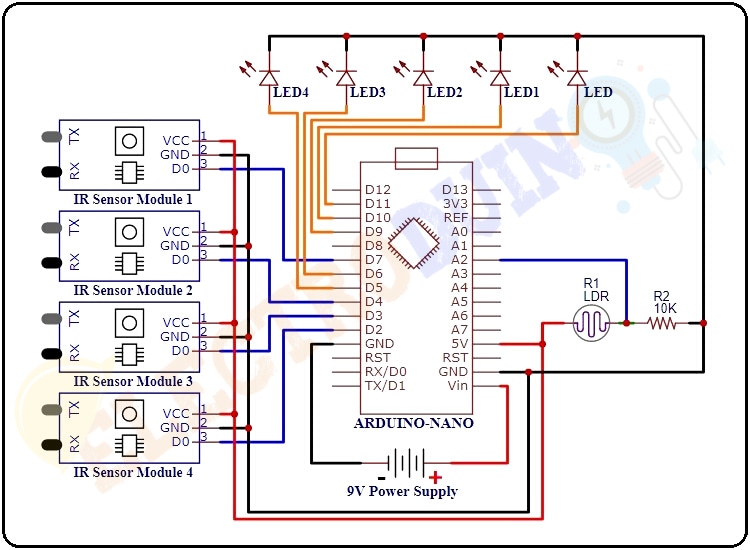 LED4 LED3 LED2 LED1 LED
TX
RX
VCC 1
GND 2
D0 3
IR Sensor Module 1
TX
RX
VCC 1
GND 2
D0 3
IR Sensor Module 2
TX
RX
VCC 1
GND 2
D0 3
IR Sensor Module 3
TX
RX
VCC 1
GND 2
D0 3
IR Sensor Module 4
D12 D13
D11 3V3
D10 REF
D9 A0
D8 A1
D7 A2
D6 A3
D5 A4
D4 A5
D3 A6
D2 A7
GND 5V
RST RST
RX/D0 GND
TX/D1 Vin
ARDUINO-NANO
R1
LDR
R2
10K
- +
9V Power Supply
ELECTRODUINO